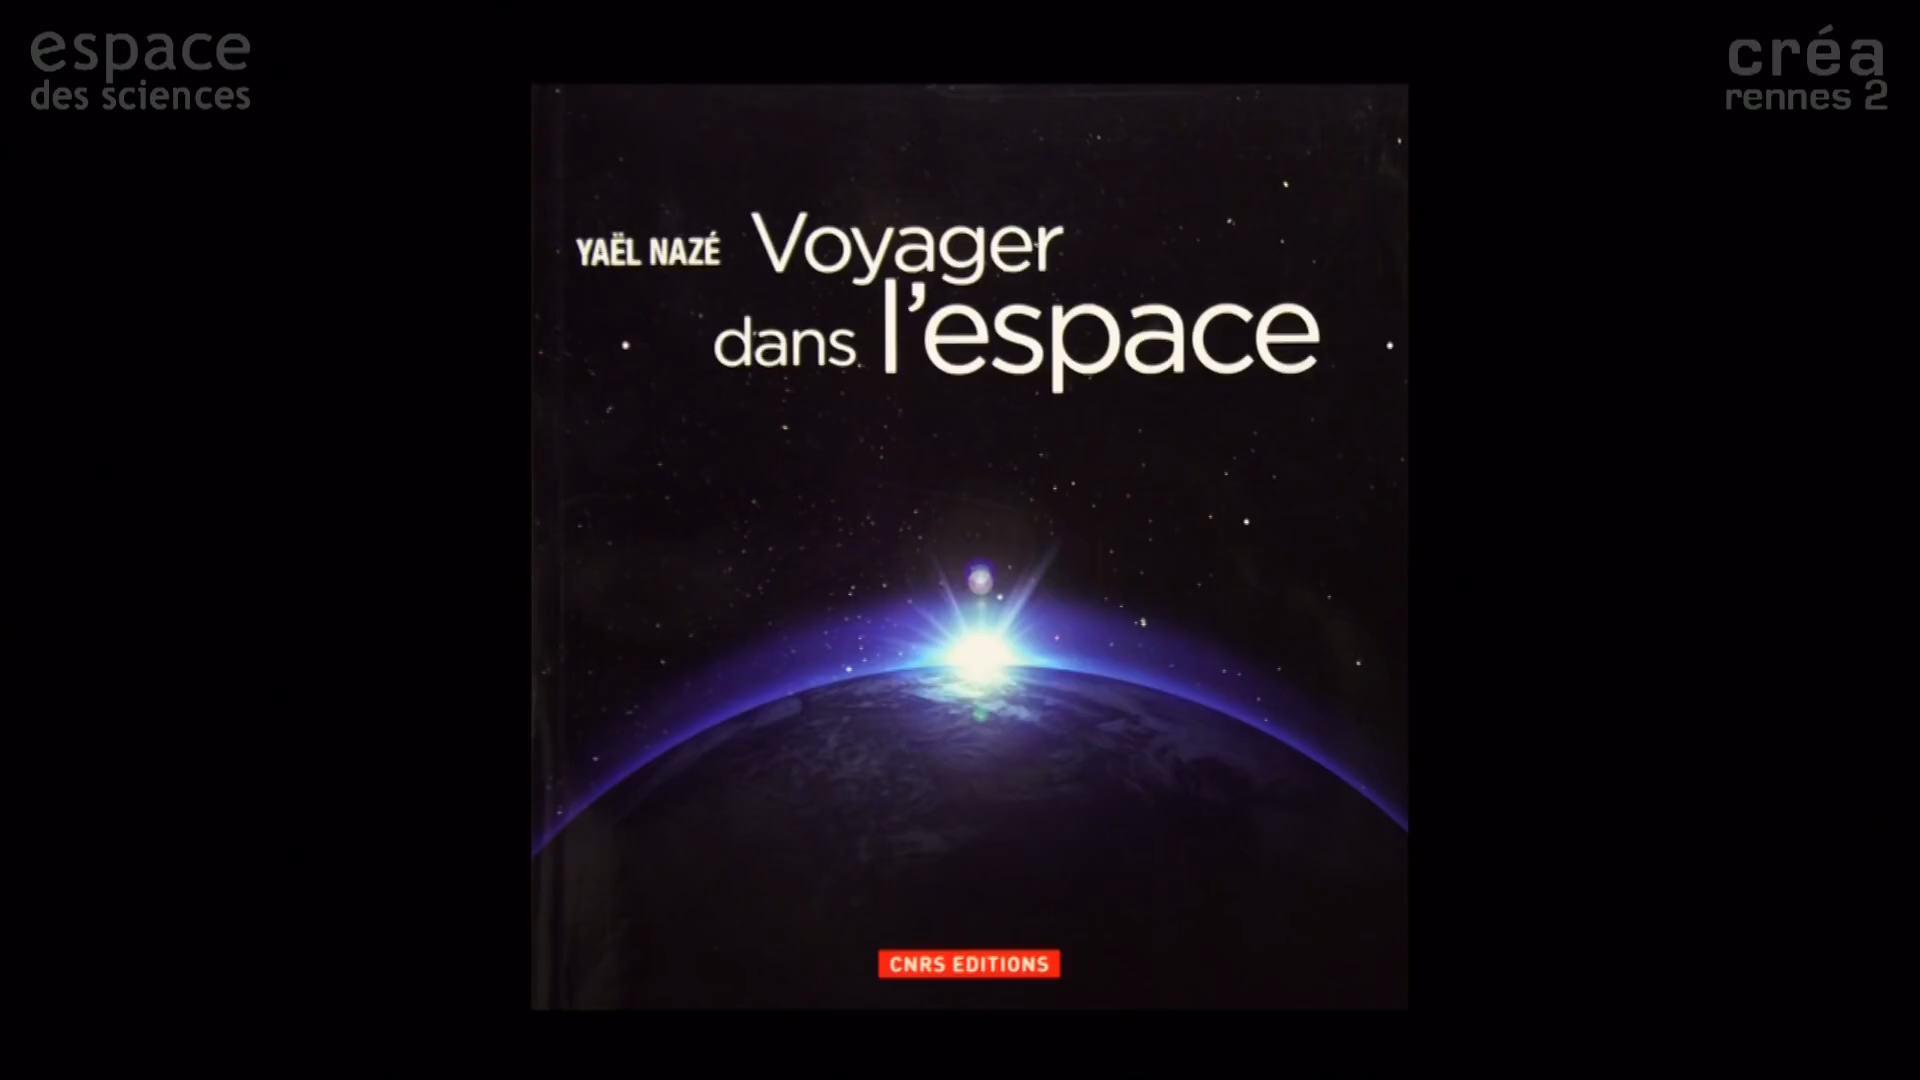 espace
des sciences
créa
rennes 2
YAËL NAZÉ Voyager
dans l'espace
CNRS EDITIONS